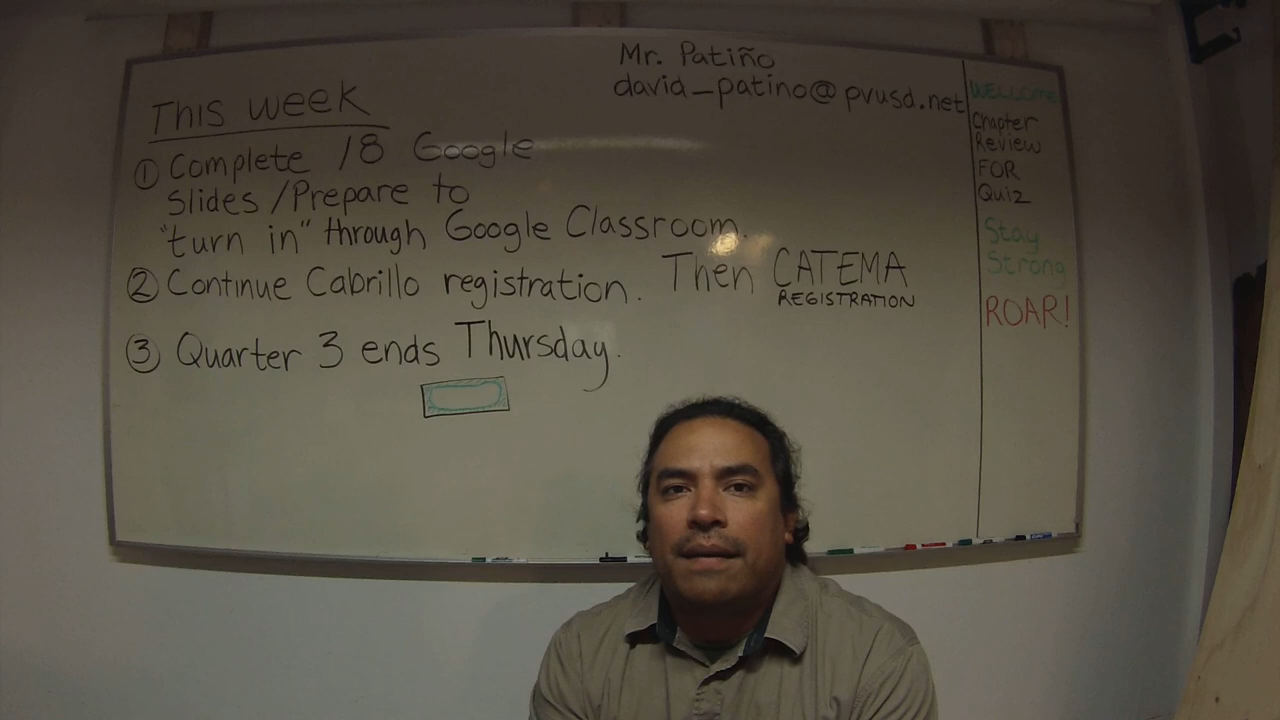 Mr. Patiño
david_patino@pvusd.net
This week
① Complete 18 Google
Slides/Prepare to
"turn in" through Google Classroom.
② Continue Cabrillo registration. Then CATEMA
REGISTRATION
③ Quarter 3 ends Thursday.
WELCOME
Chapter
Review
FOR
Quiz
Stay
Strong
ROAR!